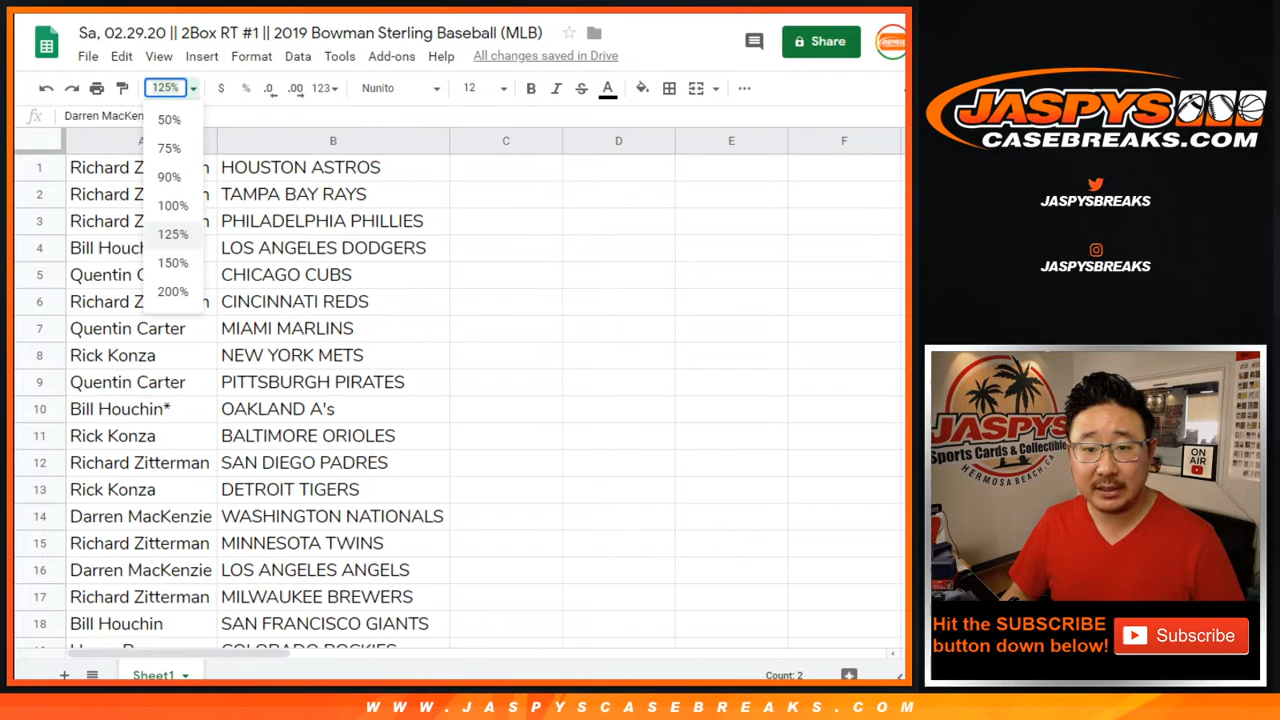 Sa, 02.29.20 || 2Box RT #1 || 2019 Bowman Sterling Baseball (MLB)
File Edit View Insert Format Data Tools Add-ons Help All changes saved in Drive
Share
125% $ % .0 .00 123 Nunito 12 B I S A
fx Darren MacKen
50%
75%
90%
100%
125%
150%
200%
A B C D E F
1 Richard Z HOUSTON ASTROS
2 Richard Z TAMPA BAY RAYS
3 Richard Z PHILADELPHIA PHILLIES
4 Bill Houch LOS ANGELES DODGERS
5 Quentin C CHICAGO CUBS
6 Richard Z n CINCINNATI REDS
7 Quentin Carter MIAMI MARLINS
8 Rick Konza NEW YORK METS
9 Quentin Carter PITTSBURGH PIRATES
10 Bill Houchin* OAKLAND A's
11 Rick Konza BALTIMORE ORIOLES
12 Richard Zitterman SAN DIEGO PADRES
13 Rick Konza DETROIT TIGERS
14 Darren MacKenzie WASHINGTON NATIONALS
15 Richard Zitterman MINNESOTA TWINS
16 Darren MacKenzie LOS ANGELES ANGELS
17 Richard Zitterman MILWAUKEE BREWERS
18 Bill Houchin SAN FRANCISCO GIANTS
COLORADO ROCKIES
Sheet1
Count: 2
JASPYS
CASEBREAKS.COM
JASPYSBREAKS
JASPYSBREAKS
JASPYS
Sports Cards & Collectibles
HERMOSA BEACH, CA
ON AIR
Hit the SUBSCRIBE
button down below!
Subscribe
WWW.JASPYSCASEBREAKS.COM